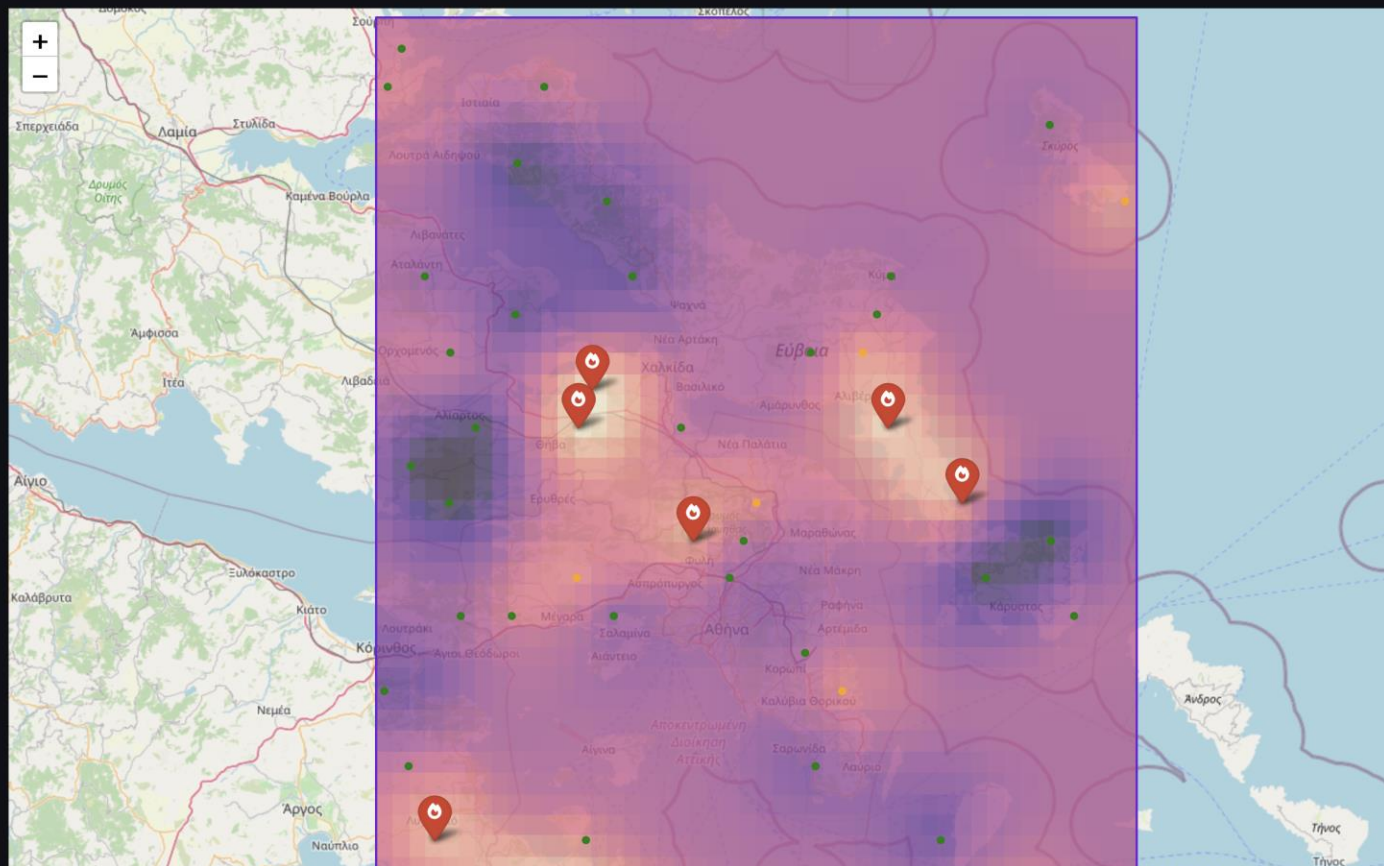 Δομοκός
Σκόπελος
+
−
Ιστιαία
Σπερχειάδα
Λαμία
Στυλίδα
Σκύρος
Λουτρά Αιδηψού
Δρυμός
Οίτης
Καμένα Βούρλα
Λιβανάτες
Αταλάντη
Ψαχνά
Άμφισσα
Νέα Αρτάκη
Ορχομενός
Εύβοια
Χαλκίδα
Ιτέα
Βασιλικό
Αμάρυνθος
Αλίαρτος
Θήβα
Νέα Παλάτια
Αίγιο
Ερυθρές
Μαραθώνας
Φυλή
Ξυλόκαστρο
Ασπρόπυργος
Νέα Μάκρη
Καλάβρυτα
Κιάτο
Ραφήνα
Κάρυστος
Μέγαρα
Λουτράκι
Σαλαμίνα
Αθήνα
Αρτέμιδα
Κόρινθος
Άγιοι Θεόδωροι
Αιάντειο
Κορωπί
Άνδρος
Νεμέα
Καλύβια Θορικού
Αποκεντρωμένη
Διοίκηση
Αττικής
Αίγινα
Σαρωνίδα
Λαύριο
Άργος
Τήνος
Ναύπλιο
Τήνος